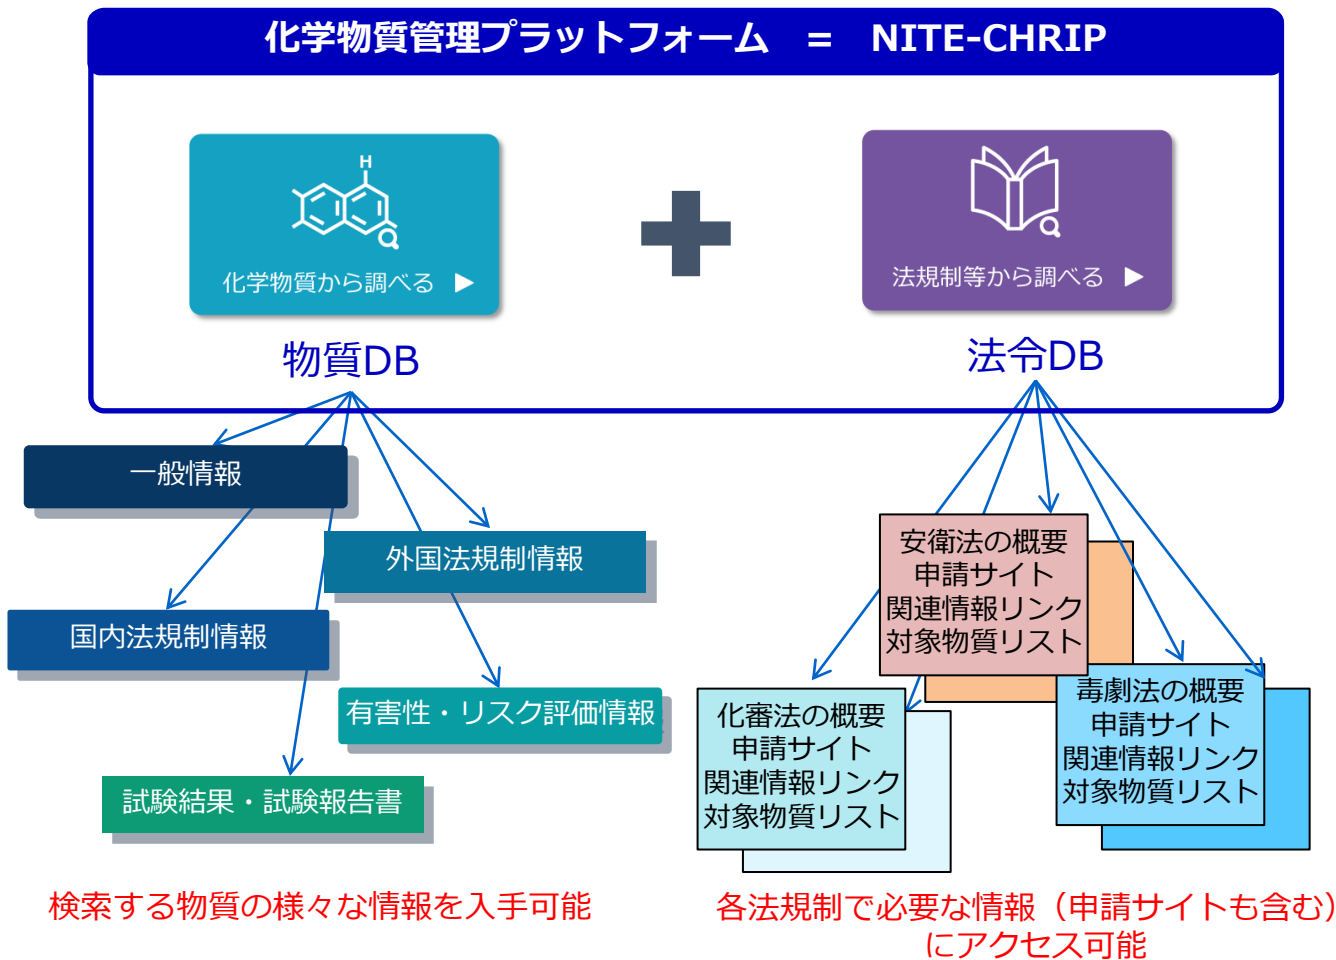 化学物質管理プラットフォーム　=　NITE-CHRIP
H
化学物質から調べる ▶
法規制等から調べる ▶
物質DB
法令DB
一般情報
外国法規制情報
国内法規制情報
有害性・リスク評価情報
試験結果・試験報告書
安衛法の概要
申請サイト
関連情報リンク
対象物質リスト
化審法の概要
申請サイト
関連情報リンク
対象物質リスト
毒劇法の概要
申請サイト
関連情報リンク
対象物質リスト
検索する物質の様々な情報を入手可能
各法規制で必要な情報（申請サイトも含む）
にアクセス可能